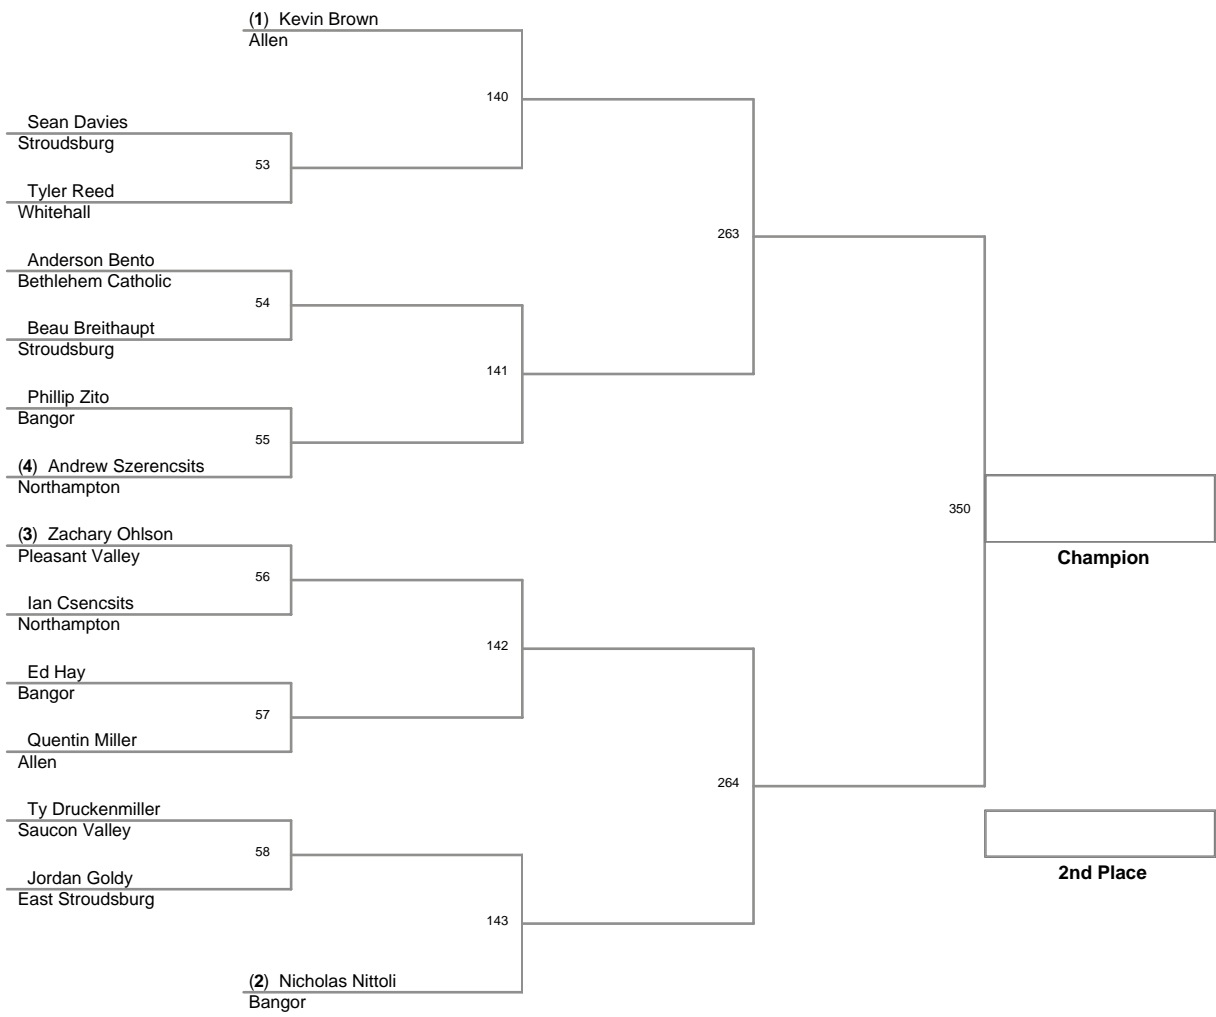 (1) Kevin Brown
Allen
140
Sean Davies
Stroudsburg
53
Tyler Reed
Whitehall
263
Anderson Bento
Bethlehem Catholic
54
Beau Breithaupt
Stroudsburg
141
Phillip Zito
Bangor
55
(4) Andrew Szerencsits
Northampton
350
Champion
(3) Zachary Ohlson
Pleasant Valley
56
Ian Csencsits
Northampton
142
Ed Hay
Bangor
57
Quentin Miller
Allen
264
Ty Druckenmiller
Saucon Valley
58
Jordan Goldy
East Stroudsburg
2nd Place
143
(2) Nicholas Nittoli
Bangor